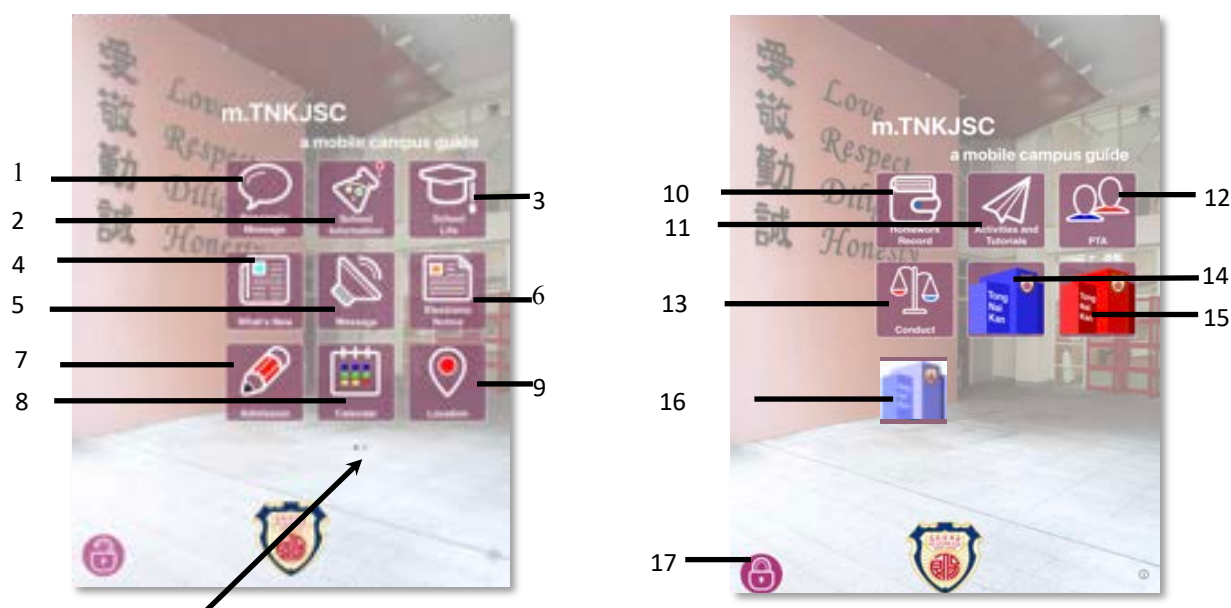 愛敬勤誠
Love
Respect
Honesty
m.TNKJSC
a mobile campus guide
1
Message
2
School
Information
3
School
Life
4
What's New
5
Message
6
Electronic
Notice
7
Admission
8
Calendar
9
Location
愛敬勤誠
Love
Respect
Honesty
m.TNKJSC
a mobile campus guide
10
Homework
Record
11
Activities and
Tutorials
12
PTA
13
Conduct
14
Tong
Nai
Kan
15
Tong
Nai
Kan
16
17